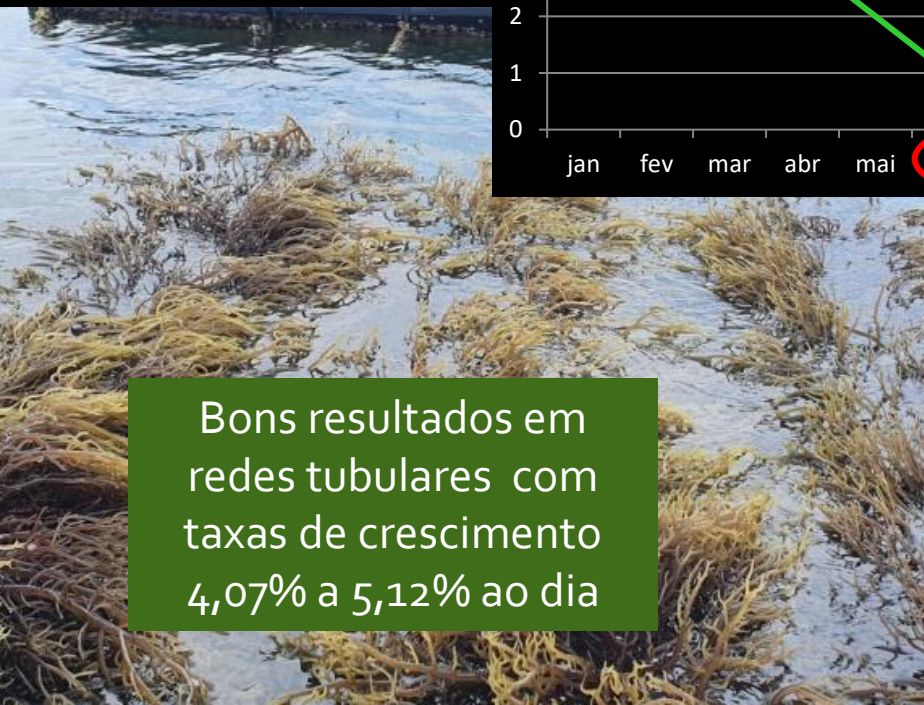 2
1
0
jan fev mar abr mai
Bons resultados em
redes tubulares com
taxas de crescimento
4,07% a 5,12% ao dia